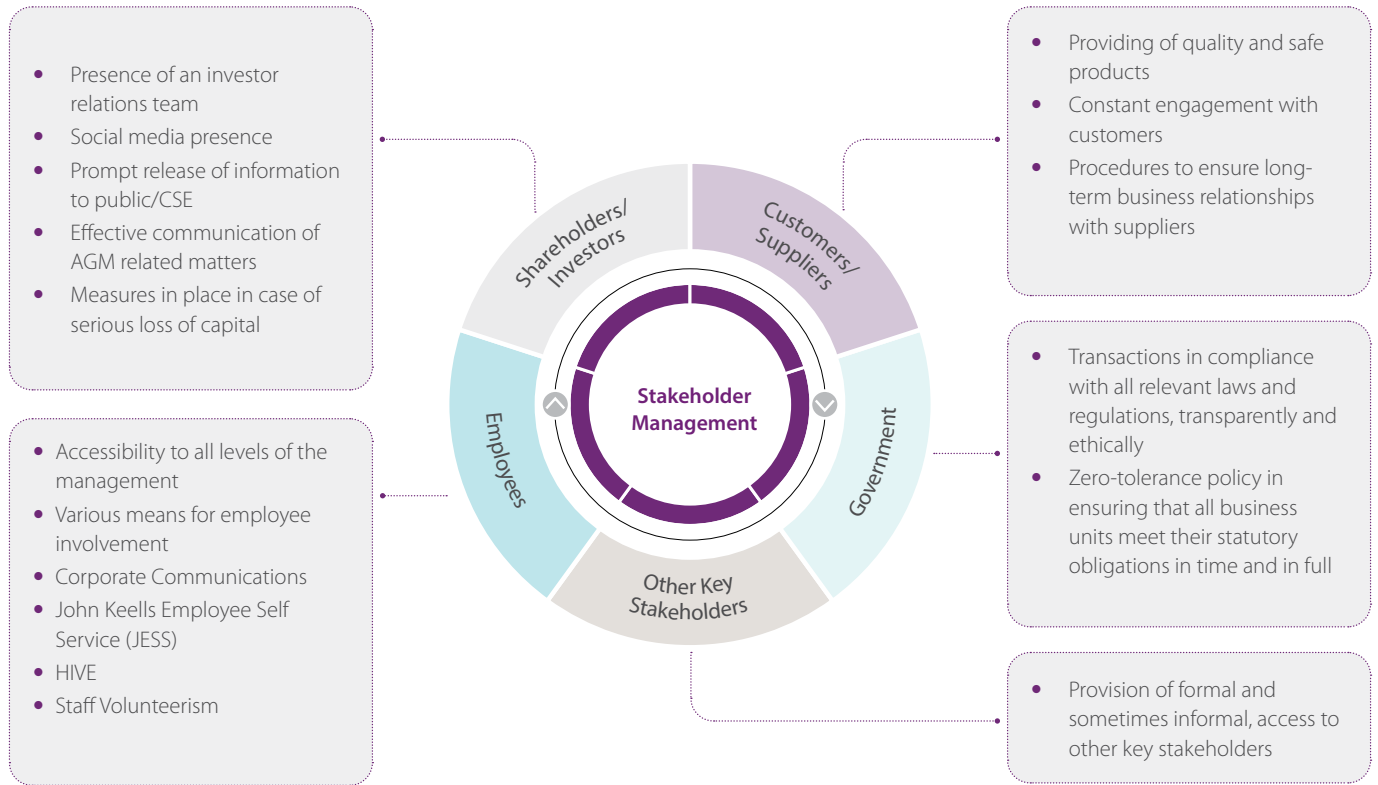 • Presence of an investor
relations team
• Social media presence
• Prompt release of information
to public/CSE
• Effective communication of
AGM related matters
• Measures in place in case of
serious loss of capital
• Accessibility to all levels of the
management
• Various means for employee
involvement
• Corporate Communications
• John Keells Employee Self
Service (JESS)
• HIVE
• Staff Volunteerism
Shareholders/
Investors
Customers/
Suppliers
Employees
Stakeholder
Management
Government
Other Key
Stakeholders
• Providing of quality and safe
products
• Constant engagement with
customers
• Procedures to ensure long-
term business relationships
with suppliers
• Transactions in compliance
with all relevant laws and
regulations, transparently and
ethically
• Zero-tolerance policy in
ensuring that all business
units meet their statutory
obligations in time and in full
• Provision of formal and
sometimes informal, access to
other key stakeholders